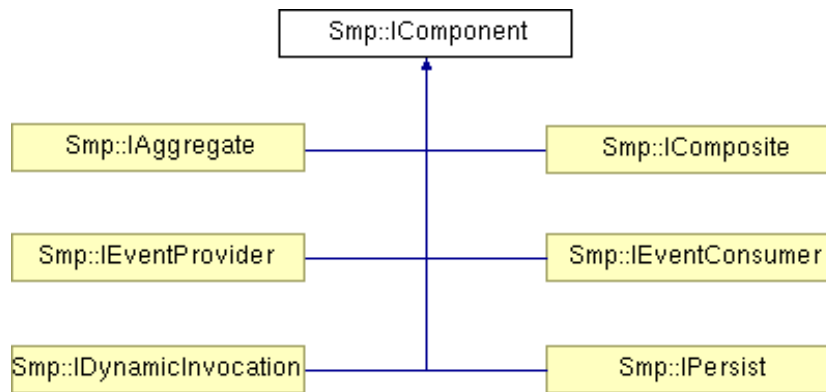 Smp::IComponent
Smp::IAggregate
Smp::IComposite
Smp::IEventProvider
Smp::IEventConsumer
Smp::IDynamicInvocation
Smp::IPersist